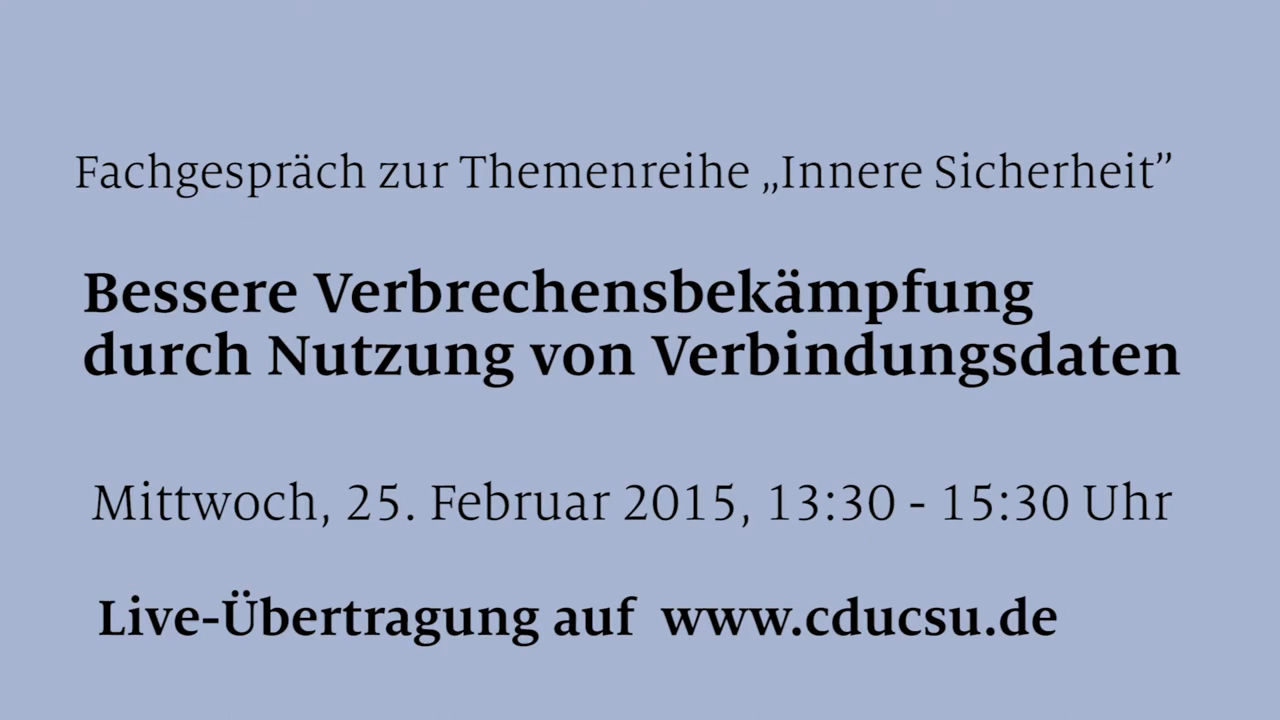 Fachgespräch zur Themenreihe „Innere Sicherheit”
Bessere Verbrechensbekämpfung
durch Nutzung von Verbindungsdaten
Mittwoch, 25. Februar 2015, 13:30 - 15:30 Uhr
Live-Übertragung auf www.cducsu.de